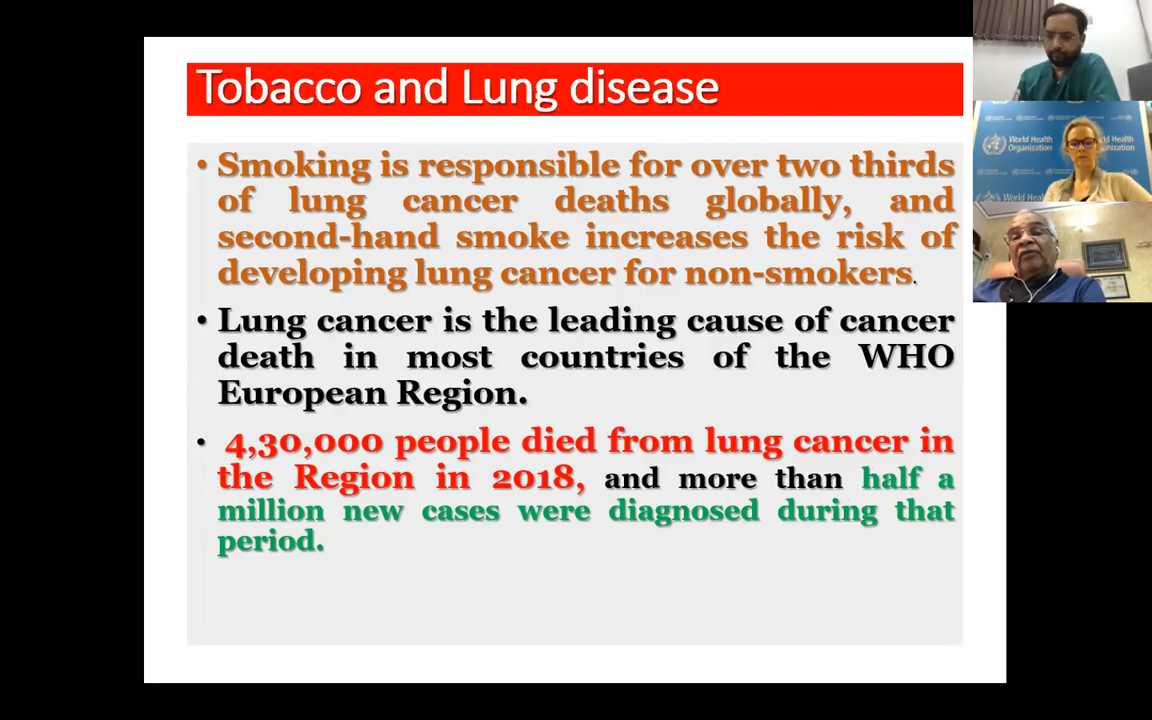 Tobacco and Lung disease
• Smoking is responsible for over two thirds
of lung cancer deaths globally, and
second-hand smoke increases the risk of
developing lung cancer for non-smokers.
• Lung cancer is the leading cause of cancer
death in most countries of the WHO
European Region.
• 4,30,000 people died from lung cancer in
the Region in 2018, and more than half a
million new cases were diagnosed during that
period.
World Health
Organization